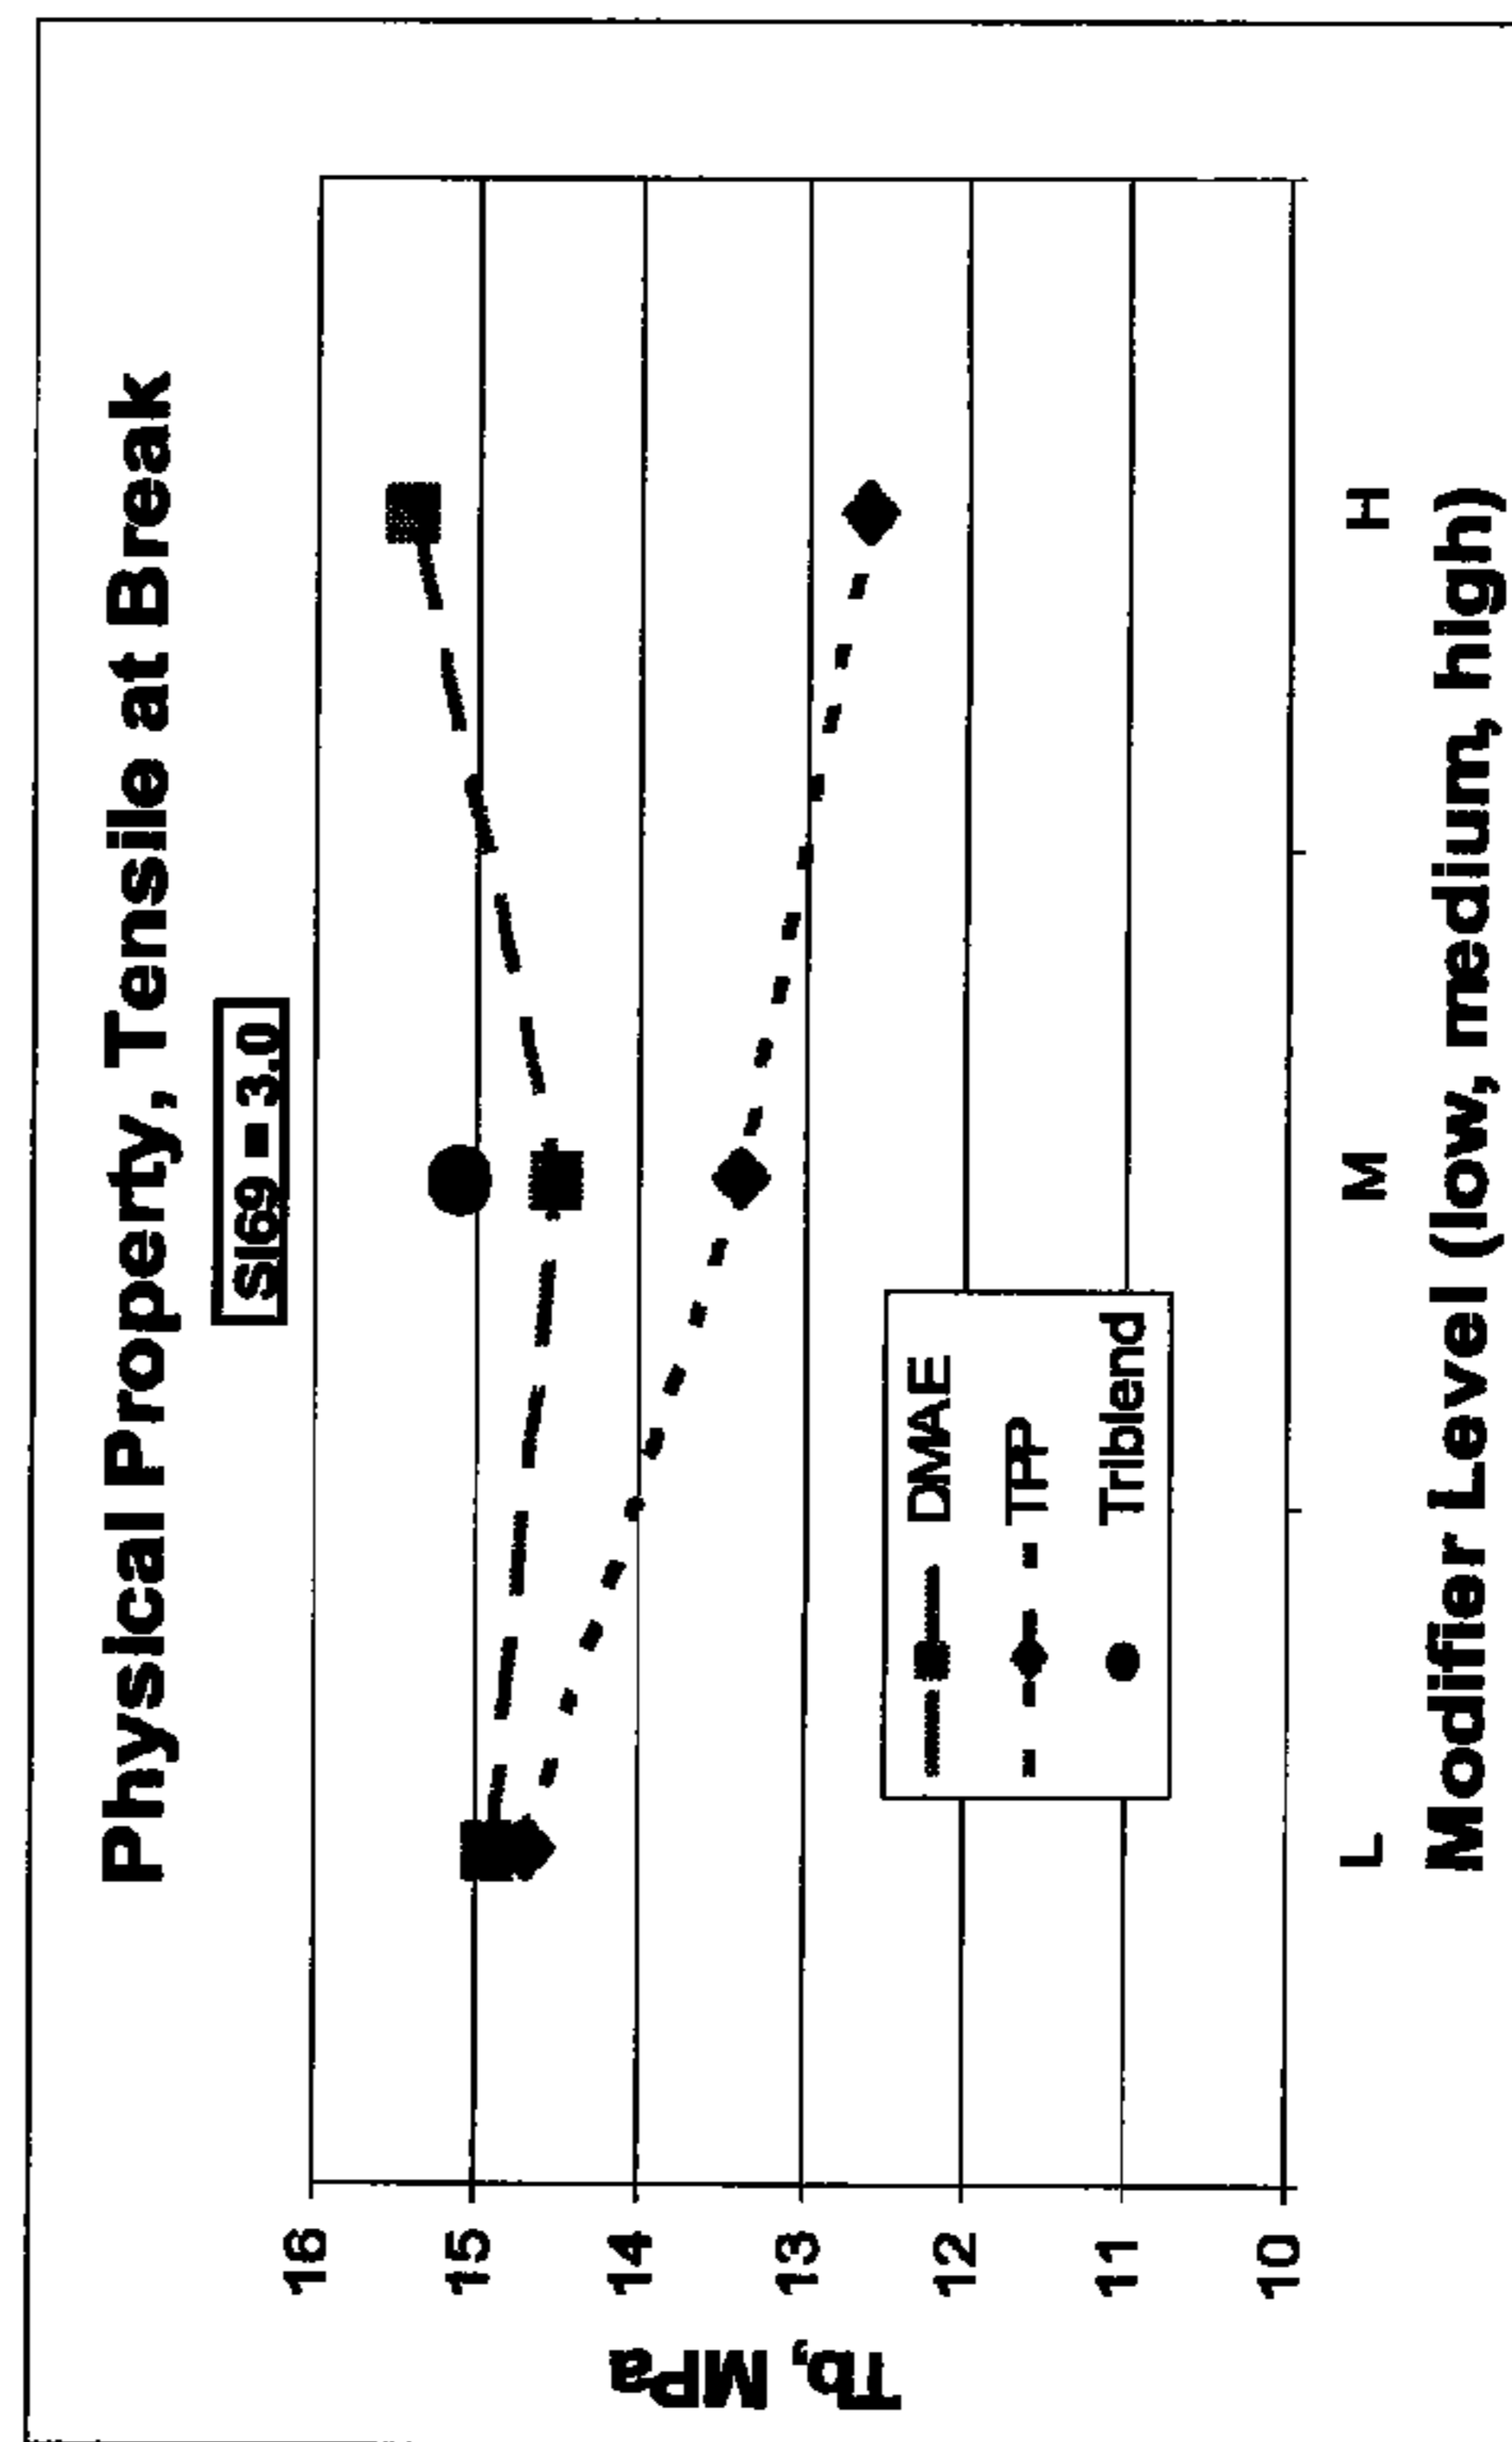 Physical Property, Tensile at Break
SI69 - 3.0
16
15
14
13
12
11
10
Tb, MPa
DMAE
TPP
Triblend
L
M
H
Modifier Level (low, medium, high)